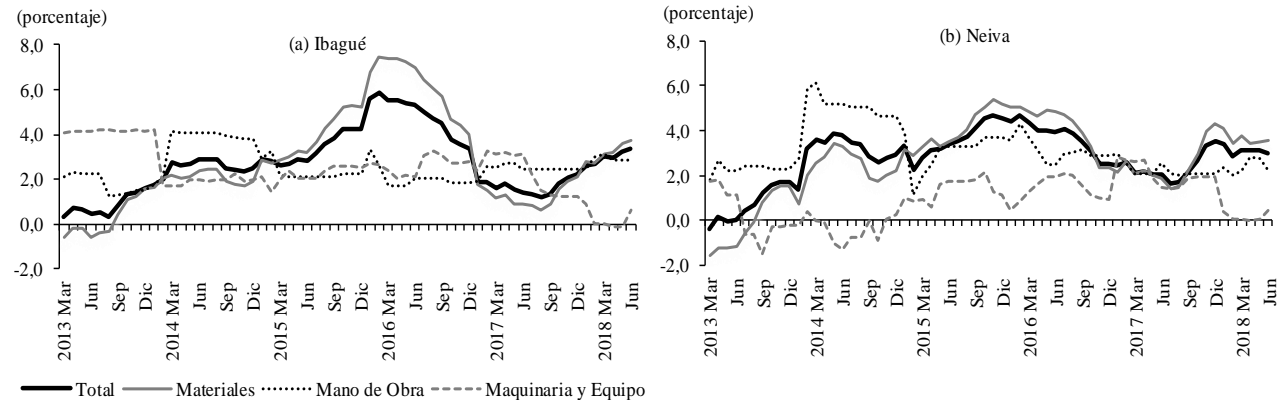 (porcentaje)
(a) Ibagué
8,0
6,0
4,0
2,0
0,0
-2,0
2013 Mar
Jun
Sep
Dic
2014 Mar
Jun
Sep
Dic
2015 Mar
Jun
Sep
Dic
2016 Mar
Jun
Sep
Dic
2017 Mar
Jun
Sep
Dic
2018 Mar
Jun
(porcentaje)
(b) Neiva
8,0
6,0
4,0
2,0
0,0
-2,0
2013 Mar
Jun
Sep
Dic
2014 Mar
Jun
Sep
Dic
2015 Mar
Jun
Sep
Dic
2016 Mar
Jun
Sep
Dic
2017 Mar
Jun
Sep
Dic
2018 Mar
Jun
Total Materiales Mano de Obra Maquinaria y Equipo